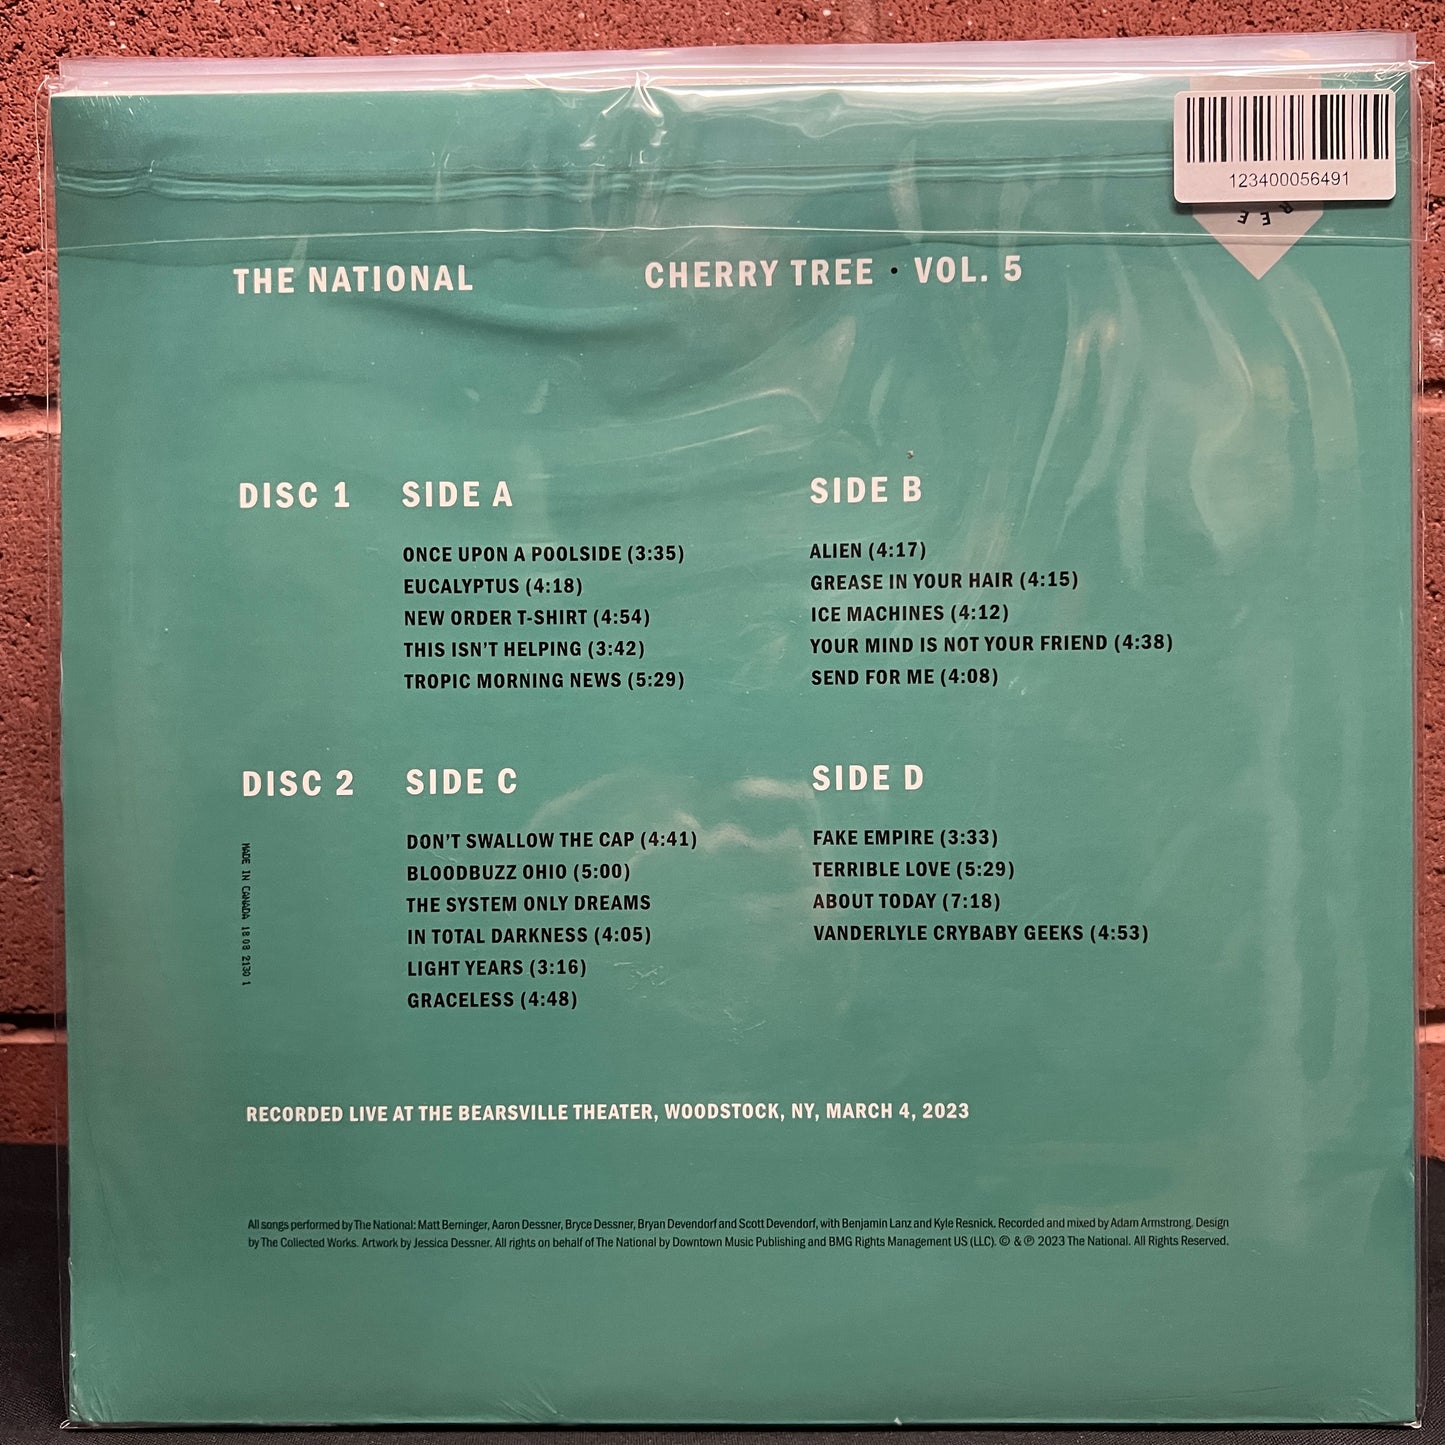 123400056491
REE
THE NATIONAL
CHERRY TREE • VOL. 5
DISC 1
SIDE A
ONCE UPON A POOLSIDE (3:35)
EUCALYPTUS (4:18)
NEW ORDER T-SHIRT (4:54)
THIS ISN'T HELPING (3:42)
TROPIC MORNING NEWS (5:29)
SIDE B
ALIEN (4:17)
GREASE IN YOUR HAIR (4:15)
ICE MACHINES (4:12)
YOUR MIND IS NOT YOUR FRIEND (4:38)
SEND FOR ME (4:08)
DISC 2
SIDE C
DON'T SWALLOW THE CAP (4:41)
BLOODBUZZ OHIO (5:00)
THE SYSTEM ONLY DREAMS
IN TOTAL DARKNESS (4:05)
LIGHT YEARS (3:16)
GRACELESS (4:48)
SIDE D
FAKE EMPIRE (3:33)
TERRIBLE LOVE (5:29)
ABOUT TODAY (7:18)
VANDERLYLE CRYBABY GEEKS (4:53)
MADE IN CANADA 18 08 2130 1
RECORDED LIVE AT THE BEARSVILLE THEATER, WOODSTOCK, NY, MARCH 4, 2023
All songs performed by The National: Matt Berninger, Aaron Dessner, Bryce Dessner, Bryan Devendorf and Scott Devendorf, with Benjamin Lanz and Kyle Resnick. Recorded and mixed by Adam Armstrong. Design
by The Collected Works. Artwork by Jessica Dessner. All rights on behalf of The National by Downtown Music Publishing and BMG Rights Management US (LLC). © & ℗ 2023 The National. All Rights Reserved.